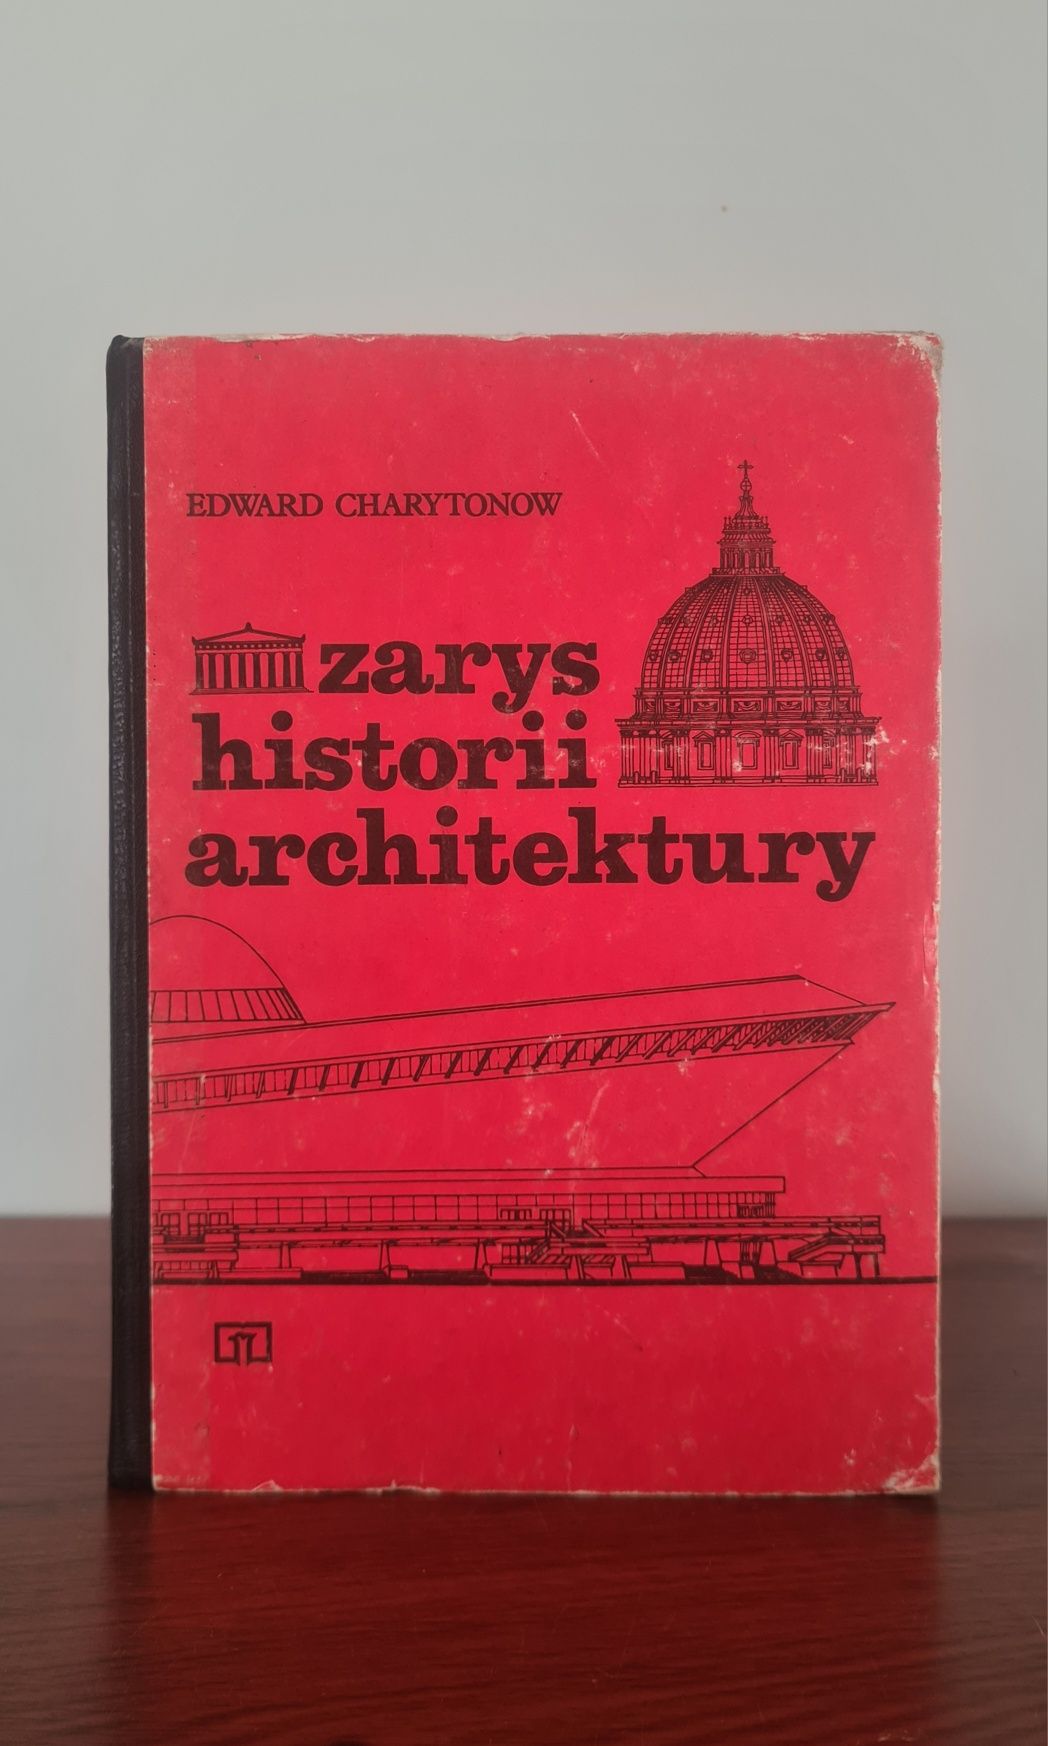 EDWARD CHARYTONOW
zarys
historii
architektury